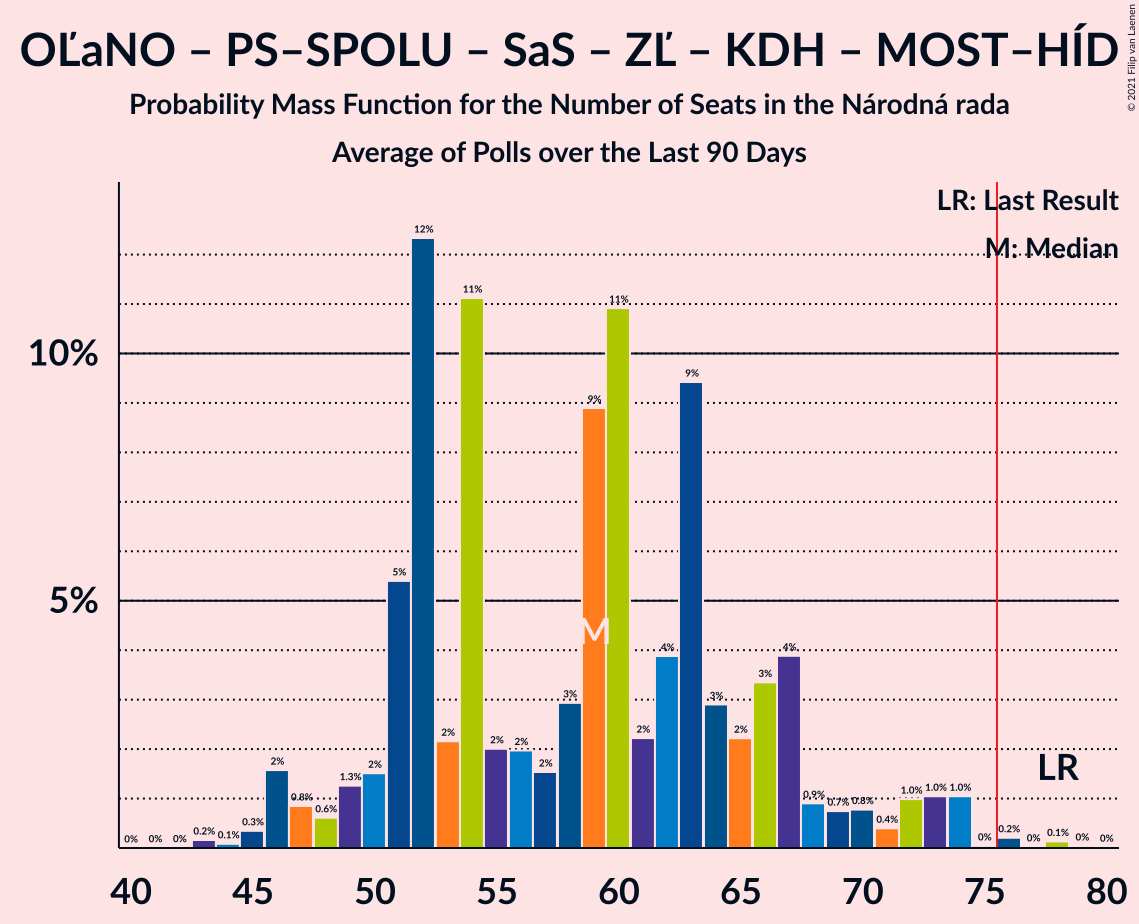 OĽaNO – PS–SPOLU – SaS – ZĽ – KDH – MOST–HÍD
Probability Mass Function for the Number of Seats in the Národná rada
Average of Polls over the Last 90 Days
© 2021 Filip van Laenen
LR: Last Result
M: Median
10%
5%
0% 0% 0% 0.2% 0.1% 0.3% 2% 0.8% 0.6% 1.3% 2% 5% 12% 2% 11% 2% 2% 2% 3% 9% 11% 2% 4% 9% 3% 2% 3% 4% 0.9% 0.7% 0.8% 0.4% 1.0% 1.0% 1.0% 0% 0.2% 0% 0.1% 0% 0%
M
LR
40 45 50 55 60 65 70 75 80